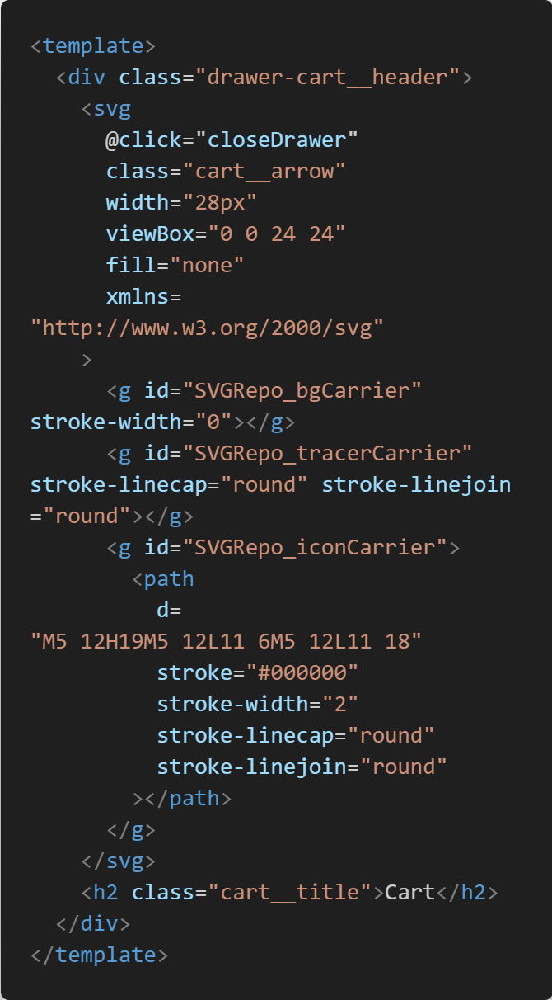 <template>
  <div class="drawer-cart__header">
    <svg
      @click="closeDrawer"
      class="cart__arrow"
      width="28px"
      viewBox="0 0 24 24"
      fill="none"
      xmlns=
"http://www.w3.org/2000/svg"
    >
      <g id="SVGRepo_bgCarrier"
stroke-width="0"></g>
      <g id="SVGRepo_tracerCarrier"
stroke-linecap="round" stroke-linejoin
="round"></g>
      <g id="SVGRepo_iconCarrier">
        <path
          d=
"M5 12H19M5 12L11 6M5 12L11 18"
          stroke="#000000"
          stroke-width="2"
          stroke-linecap="round"
          stroke-linejoin="round"
        ></path>
      </g>
    </svg>
    <h2 class="cart__title">Cart</h2>
  </div>
</template>